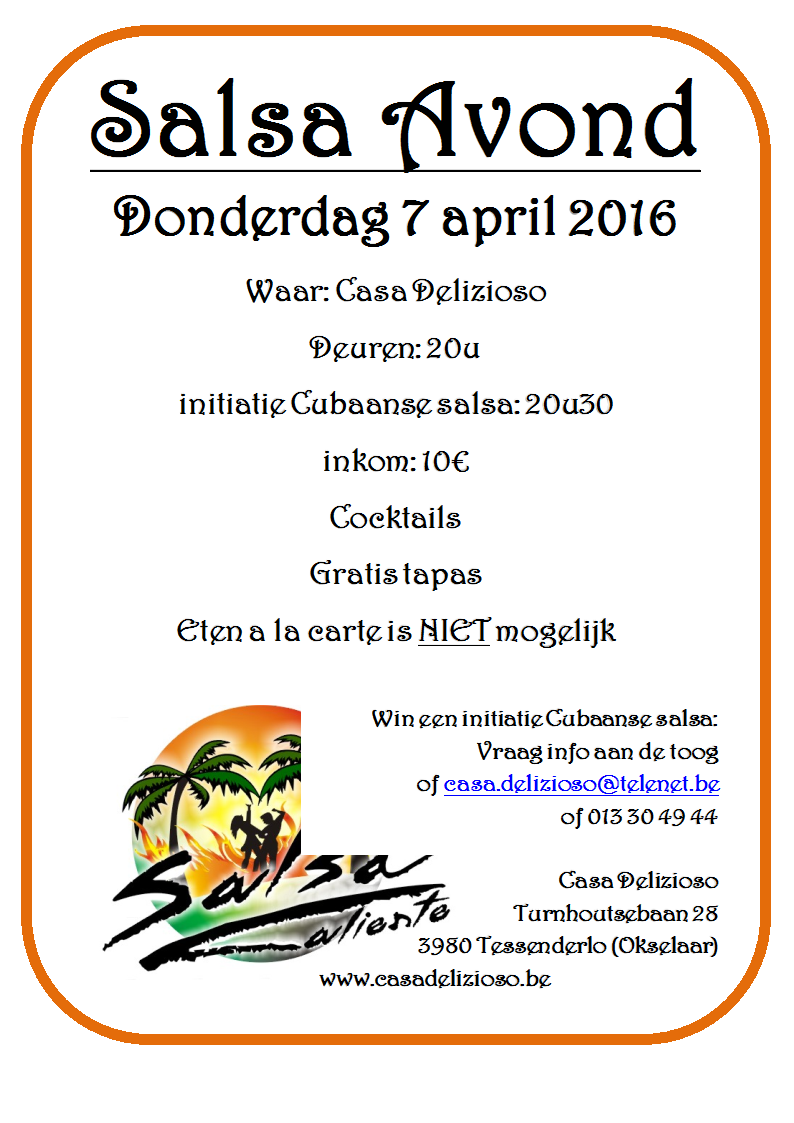 Salsa Avond
Donderdag 7 april 2016
Waar: Casa Delizioso
Deuren: 20u
initiatie Cubaanse salsa: 20u30
inkom: 10€
Cocktails
Gratis tapas
Eten a la carte is NIET mogelijk
Win een initiatie Cubaanse salsa:
Vraag info aan de toog
of casa.delizioso@telenet.be
of 013 30 49 44
Salsa
Caliente
Casa Delizioso
Turnhoutsebaan 28
3980 Tessenderlo (Okselaar)
www.casadelizioso.be